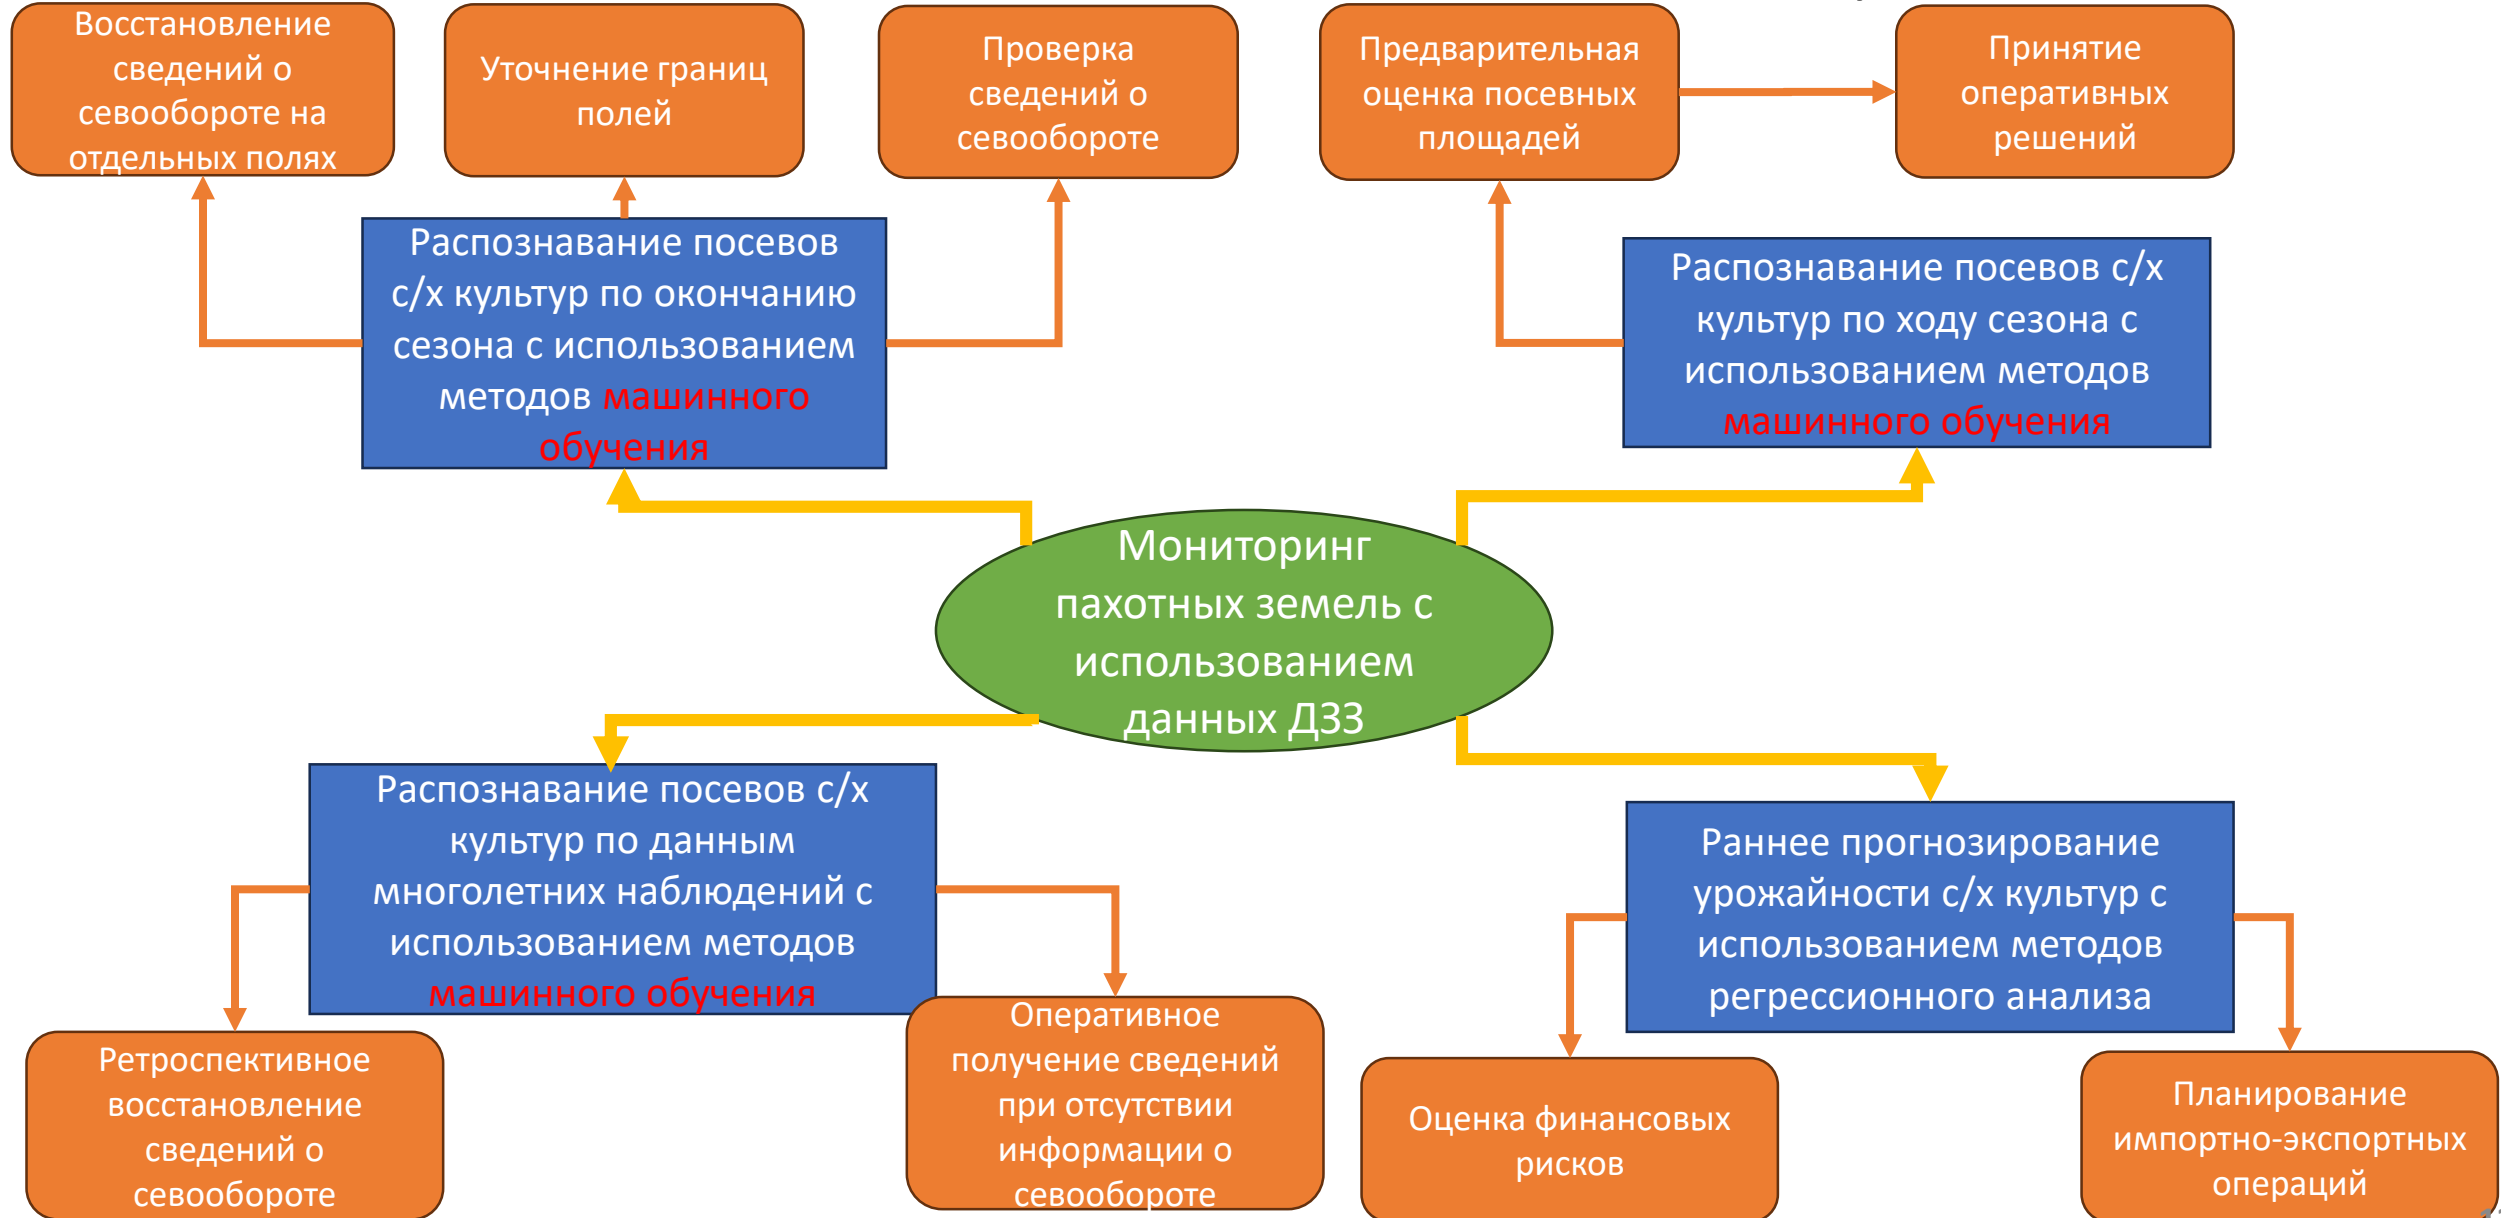 Восстановление
сведений о
севообороте на
отдельных полях
Уточнение границ
полей
Проверка
сведений о
севообороте
Предварительная
оценка посевных
площадей
Принятие
оперативных
решений
Распознавание посевов
с/х культур по окончанию
сезона с использованием
методов машинного
обучения
Распознавание посевов с/х
культур по ходу сезона с
использованием методов
машинного обучения
Мониторинг
пахотных земель с
использованием
данных ДЗЗ
Распознавание посевов с/х
культур по данным
многолетних наблюдений с
использованием методов
машинного обучения
Раннее прогнозирование
урожайности с/х культур с
использованием методов
регрессионного анализа
Ретроспективное
восстановление
сведений о
севообороте
Оперативное
получение сведений
при отсутствии
информации о
севообороте
Оценка финансовых
рисков
Планирование
импортно-экспортных
операций